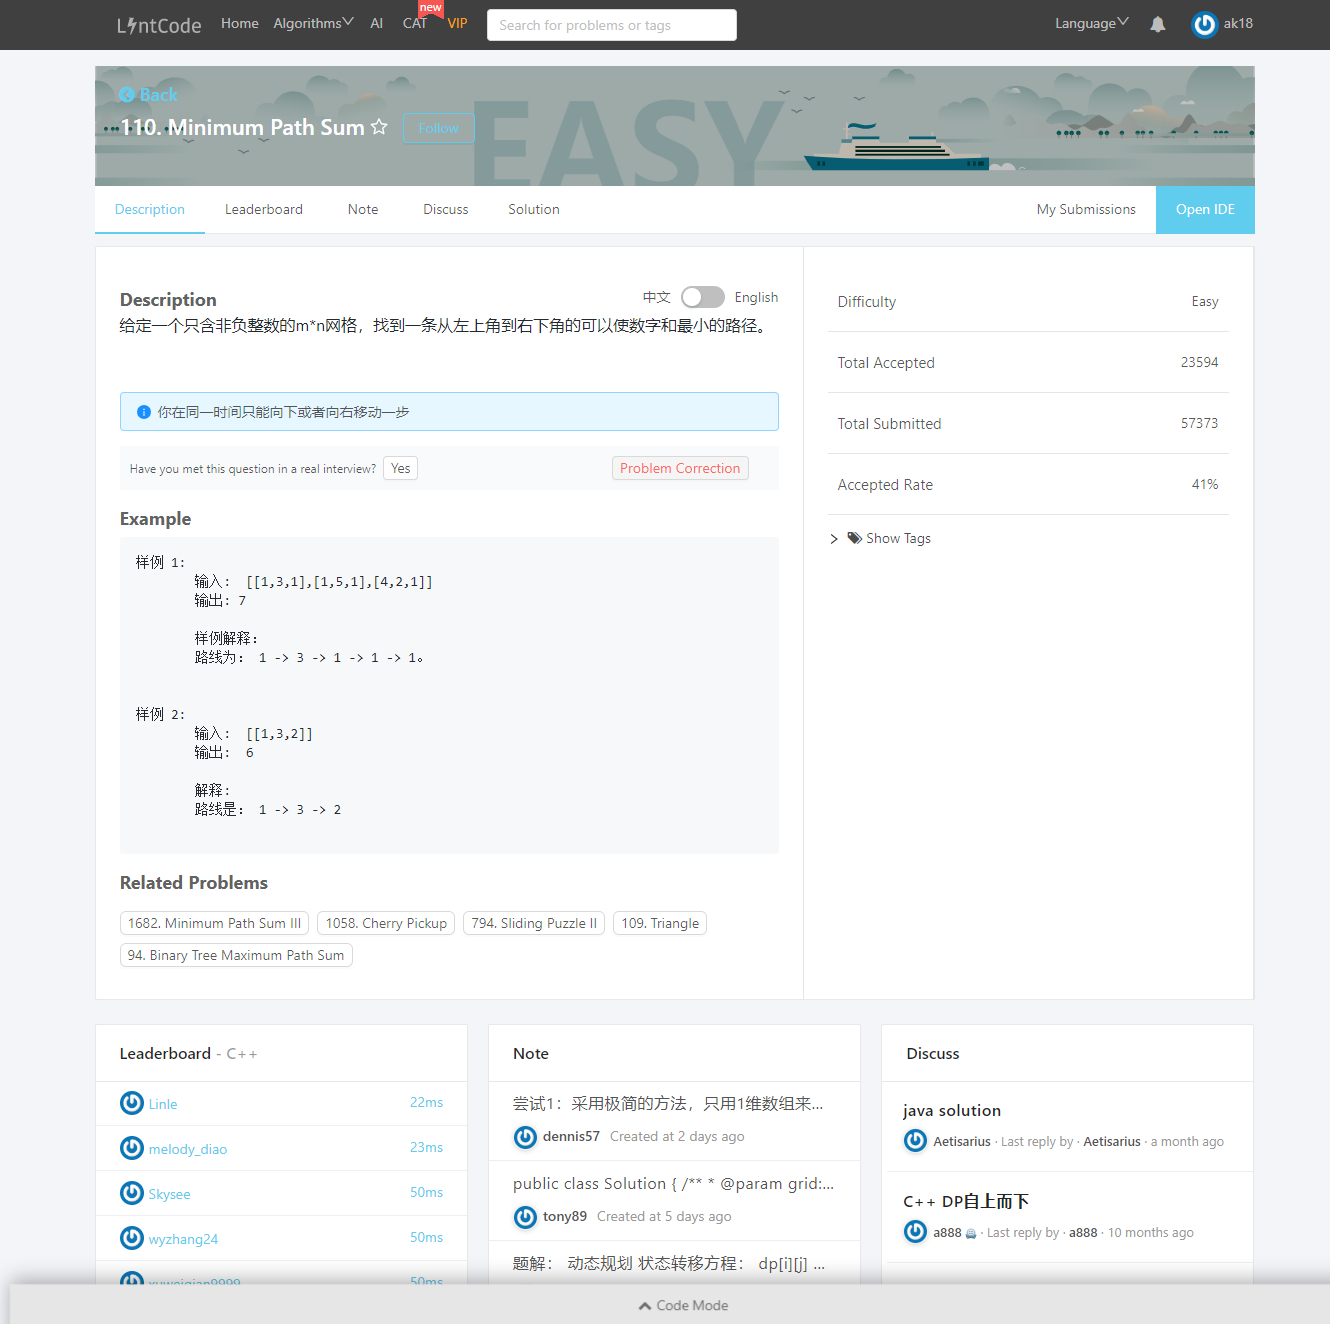 LintCode Home Algorithms AI CAT new VIP Search for problems or tags Language ak18
EASY
Back
110. Minimum Path Sum Follow
Description Leaderboard Note Discuss Solution My Submissions Open IDE
Description 中文 English
给定一个只含非负整数的m*n网格，找到一条从左上角到右下角的可以使数字和最小的路径。
你在同一时间只能向下或者向右移动一步
Have you met this question in a real interview? Yes Problem Correction
Example
样例 1:
输入： [[1,3,1],[1,5,1],[4,2,1]]
输出: 7
样例解释：
路线为： 1 -> 3 -> 1 -> 1 -> 1。
样例 2:
输入： [[1,3,2]]
输出： 6
解释:
路线是： 1 -> 3 -> 2
Related Problems
1682. Minimum Path Sum III 1058. Cherry Pickup 794. Sliding Puzzle II 109. Triangle
94. Binary Tree Maximum Path Sum
Difficulty Easy
Total Accepted 23594
Total Submitted 57373
Accepted Rate 41%
Show Tags
Leaderboard - C++
Linle 22ms
melody_diao 23ms
Skysee 50ms
wyzhang24 50ms
xuweiqian9999 50ms
Note
尝试1：采用极简的方法，只用1维数组来...
dennis57 Created at 2 days ago
public class Solution { /** * @param grid:...
tony89 Created at 5 days ago
题解： 动态规划 状态转移方程： dp[i][j] ...
Discuss
java solution
Aetisarius · Last reply by · Aetisarius · a month ago
C++ DP自上而下
a888 · Last reply by · a888 · 10 months ago
Code Mode